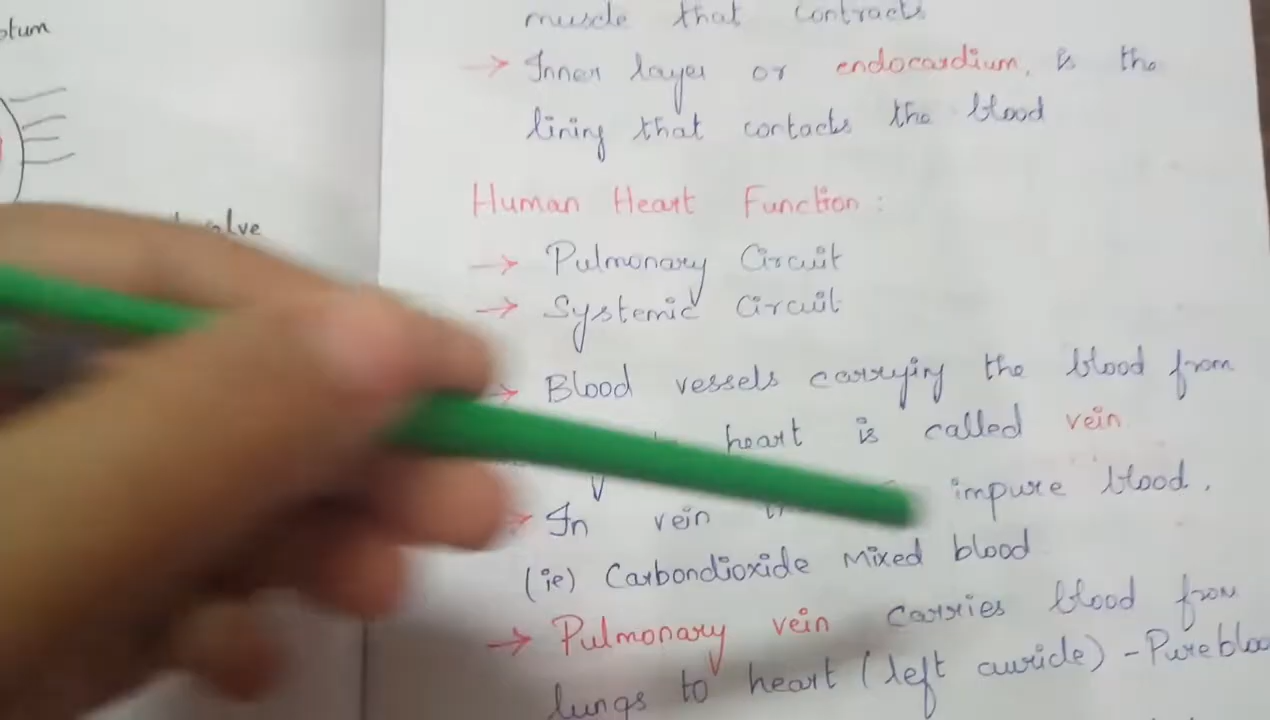 muscle that contracts
→ Inner layer or endocardium, is the
lining that contacts the blood
Human Heart Function:
→ Pulmonary Circuit
→ Systemic Circuit
→ Blood vessels carrying the blood from
heart is called vein
→ In vein impure blood.
(ie) Carbondioxide mixed blood
→ Pulmonary vein carries blood from
lungs to heart (left auricle) - Pure